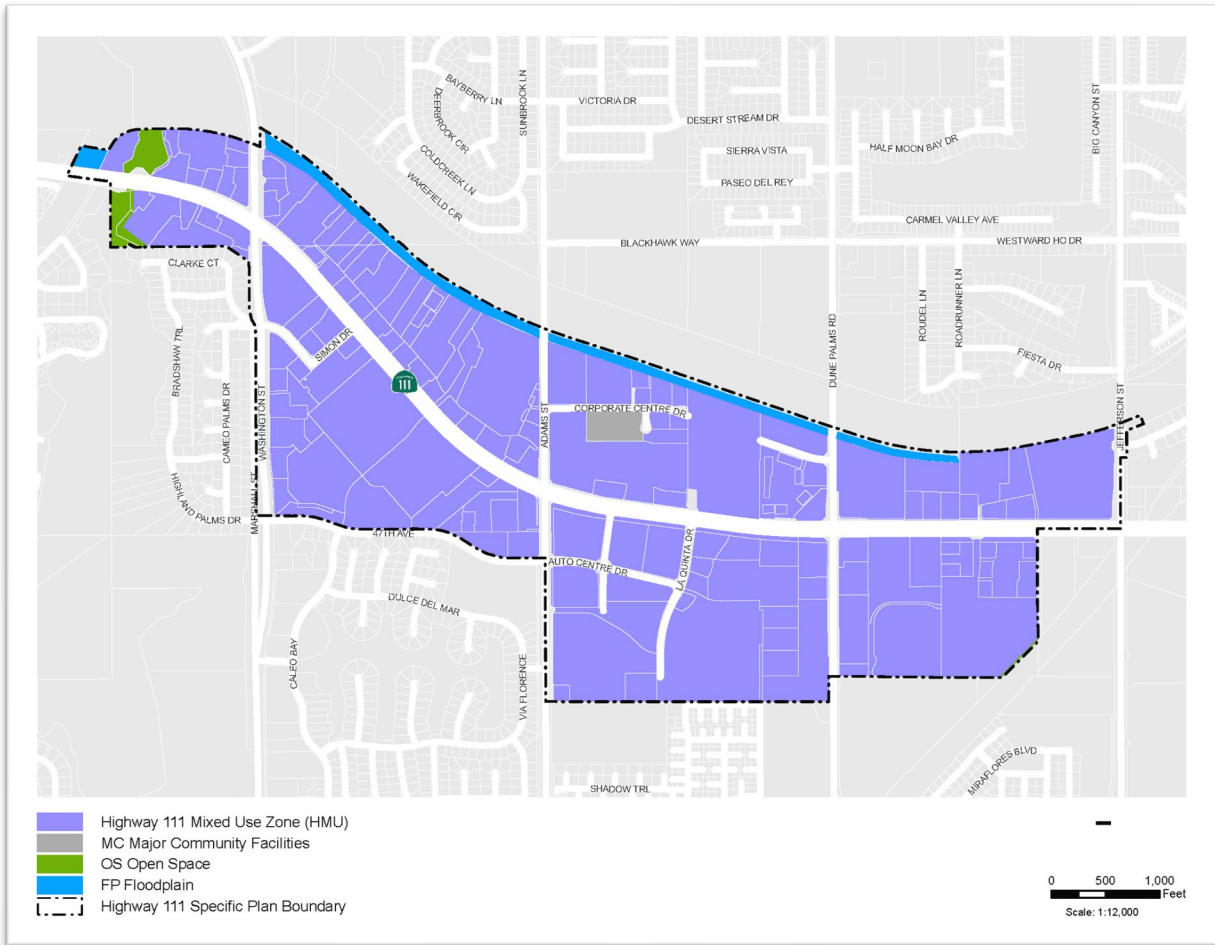 BAYBERRY LN
DEERBROOK CIR
SUNBROOK LN
VICTORIA DR
DESERT STREAM DR
BIG CANYON ST
HALF MOON BAY DR
COLDCREEK LN
SIERRA VISTA
WAKEFIELD CIR
PASEO DEL REY
CARMEL VALLEY AVE
BLACKHAWK WAY
WESTWARD HO DR
CLARKE CT
ROUDEL LN
ROADRUNNER LN
BRADSHAW TRL
SIMON DR
DUNE PALMS RD
FIESTA DR
111
CAMEO PALMS DR
WASHINGTON ST
ADAMS ST
CORPORATE CENTRE DR
JEFFERSON ST
HIGHLAND PALMS DR
MARSHALL ST
47TH AVE
AUTO CENTRE DR
LA QUINTA DR
DULCE DEL MAR
CALEO BAY
VIA FLORENCE
MIRAFLORES BLVD
SHADOW TRL
Highway 111 Mixed Use Zone (HMU)
MC Major Community Facilities
OS Open Space
FP Floodplain
Highway 111 Specific Plan Boundary
0 500 1,000
Feet
Scale: 1:12,000